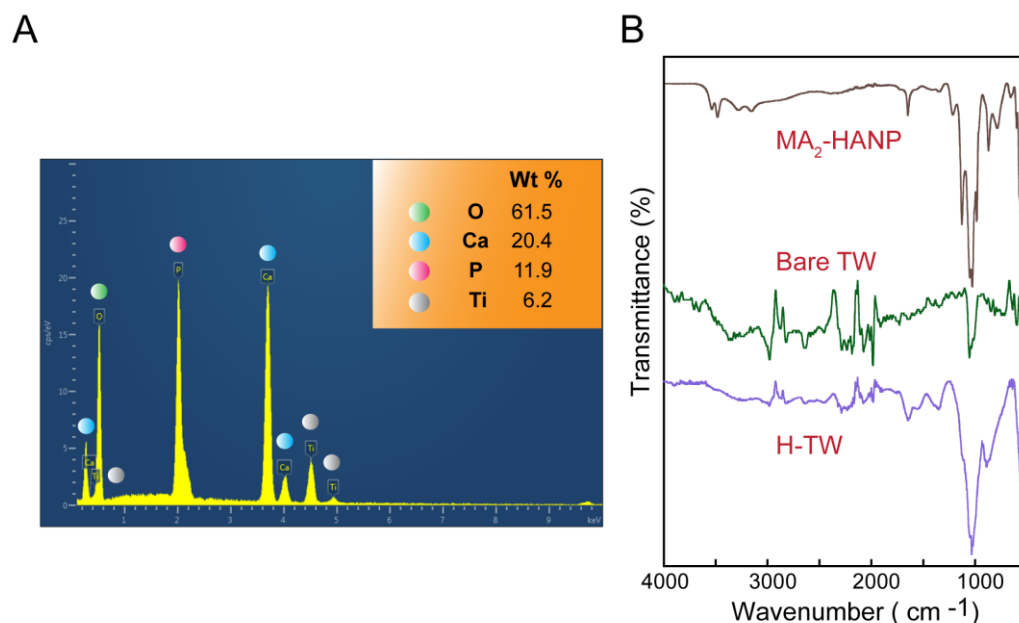 A
B
Wt %
O 61.5
Ca 20.4
P 11.9
Ti 6.2
25
20
15
10
5
0
cps/eV
Ca
Ti
O
P
Ca
Ca
Ti
Ti
1 2 3 4 5 6 7 8 9 keV
MA₂-HANP
Bare TW
H-TW
Transmittance (%)
4000 3000 2000 1000
Wavenumber ( cm⁻¹)